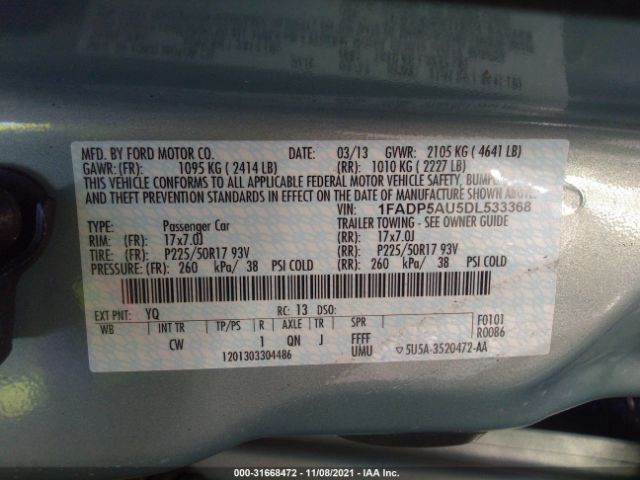 MFD. BY FORD MOTOR CO. DATE: 03/13 GVWR: 2105 KG ( 4641 LB)
GAWR: (FR): 1095 KG ( 2414 LB) (RR): 1010 KG ( 2227 LB)
THIS VEHICLE CONFORMS TO ALL APPLICABLE FEDERAL MOTOR VEHICLE SAFETY, BUMPER,
AND THEFT PREVENTION STANDARDS IN EFFECT ON THE DATE OF MANUFACTURE SHOWN
VIN: 1FADP5AU5DL533368
TYPE: Passenger Car TRAILER TOWING - SEE OWNER GUIDE
RIM: (FR): 17x7.0J (RR): 17x7.0J
TIRE: (FR): P225/50R17 93V (RR): P225/50R17 93V
PRESSURE: (FR): 260 kPa/ 38 PSI COLD (RR): 260 kPa/ 38 PSI COLD
EXT PNT: YQ RC: 13 DSO: F0101
WB INT TR TP/PS R AXLE TR SPR R0086
CW 1 QN J FFFF
1201303304486 UMU 5U5A-3520472-AA
000-31668472 — 11/08/2021 — IAA Inc.